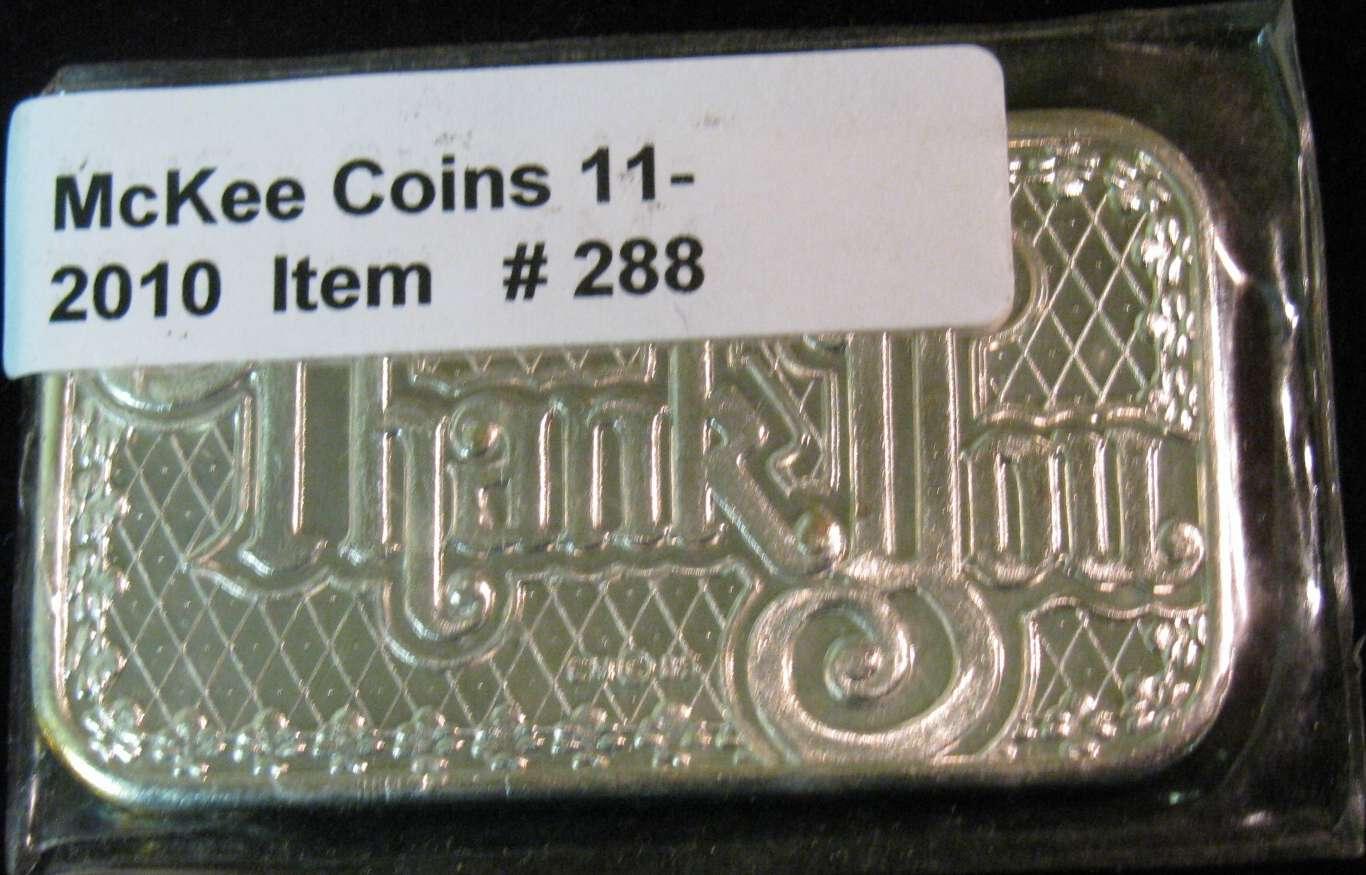 McKee Coins 11-
2010 Item # 288
Thank You